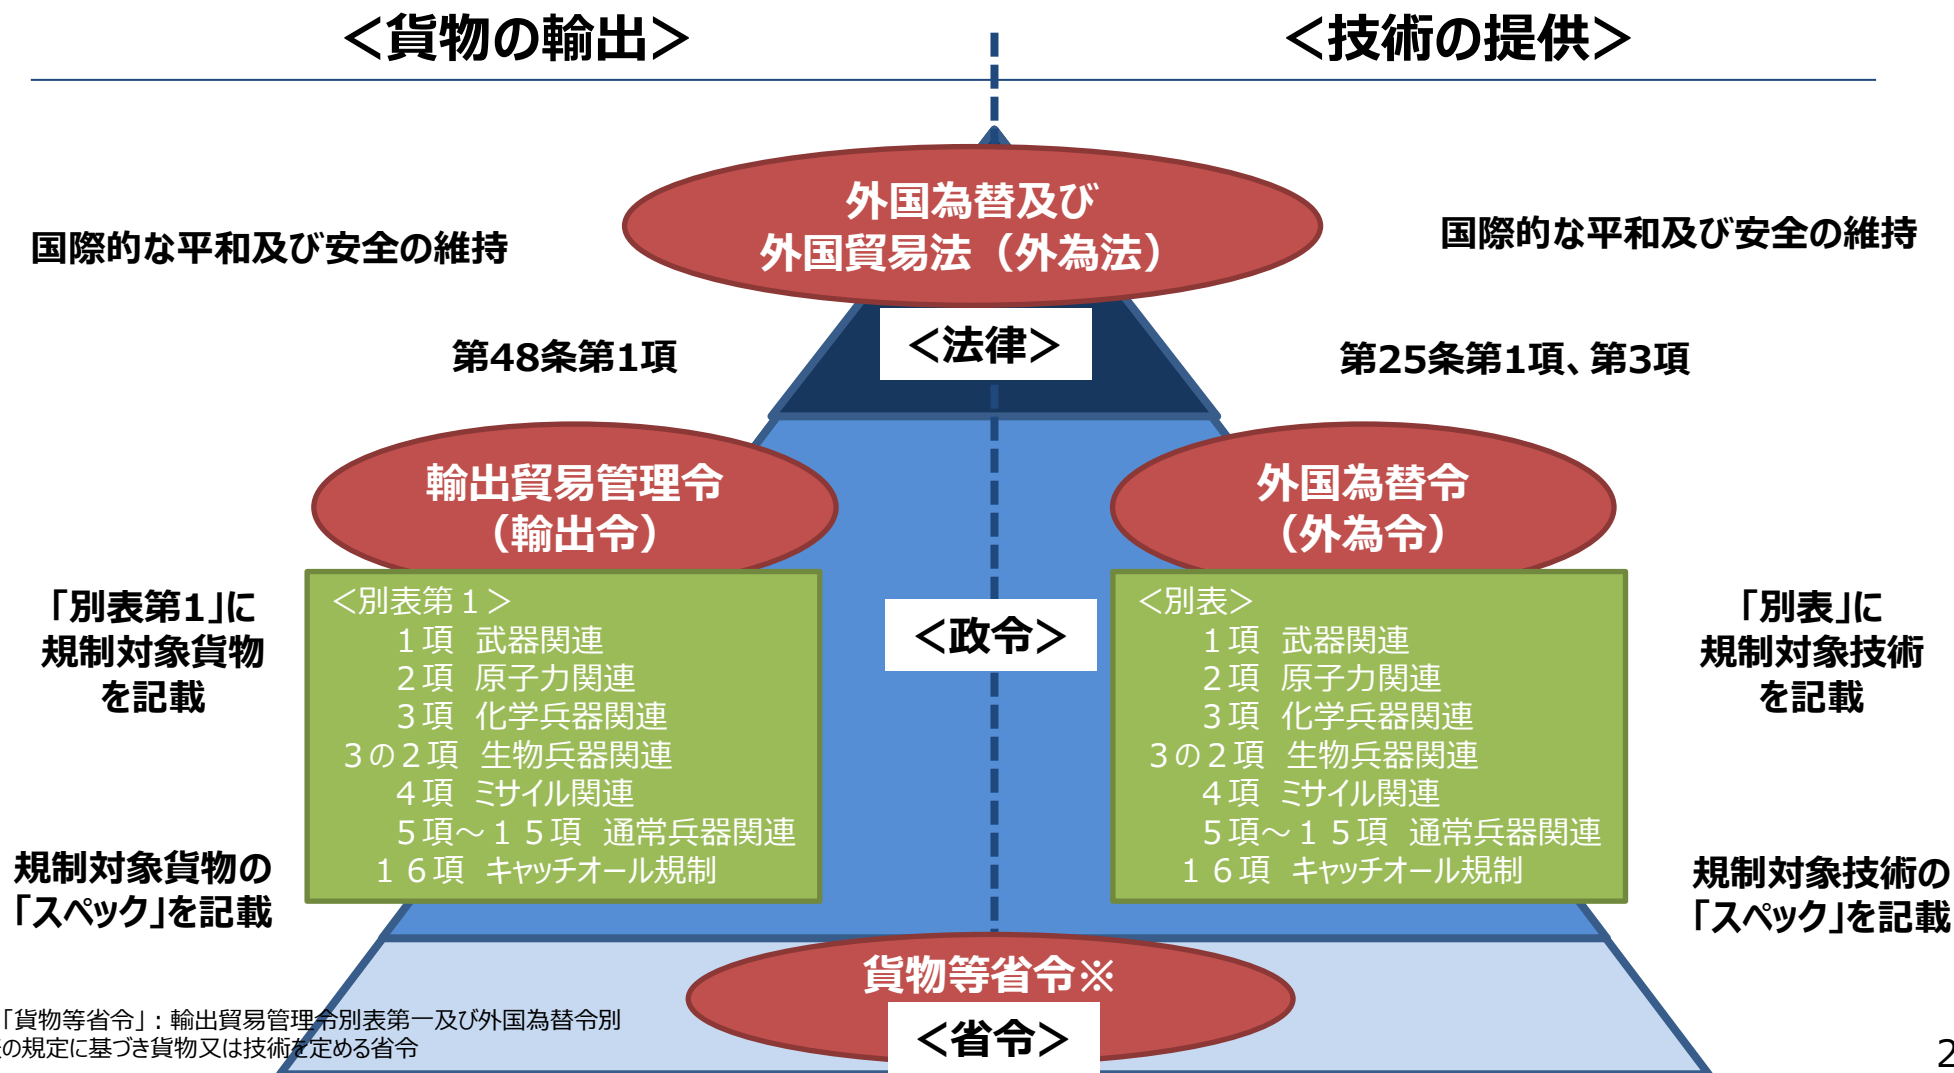 ＜貨物の輸出＞
＜技術の提供＞
外国為替及び
外国貿易法（外為法）
国際的な平和及び安全の維持
国際的な平和及び安全の維持
＜法律＞
第48条第1項
第25条第1項、第3項
輸出貿易管理令
（輸出令）
外国為替令
（外為令）
「別表第1」に
規制対象貨物
を記載
＜別表第１＞
１項 武器関連
２項 原子力関連
３項 化学兵器関連
３の２項 生物兵器関連
４項 ミサイル関連
５項～１５項 通常兵器関連
１６項 キャッチオール規制
＜政令＞
＜別表＞
１項 武器関連
２項 原子力関連
３項 化学兵器関連
３の２項 生物兵器関連
４項 ミサイル関連
５項～１５項 通常兵器関連
１６項 キャッチオール規制
「別表」に
規制対象技術
を記載
規制対象貨物の
「スペック」を記載
規制対象技術の
「スペック」を記載
貨物等省令※
＜省令＞
「貨物等省令」：輸出貿易管理令別表第一及び外国為替令別
の規定に基づき貨物又は技術を定める省令
2